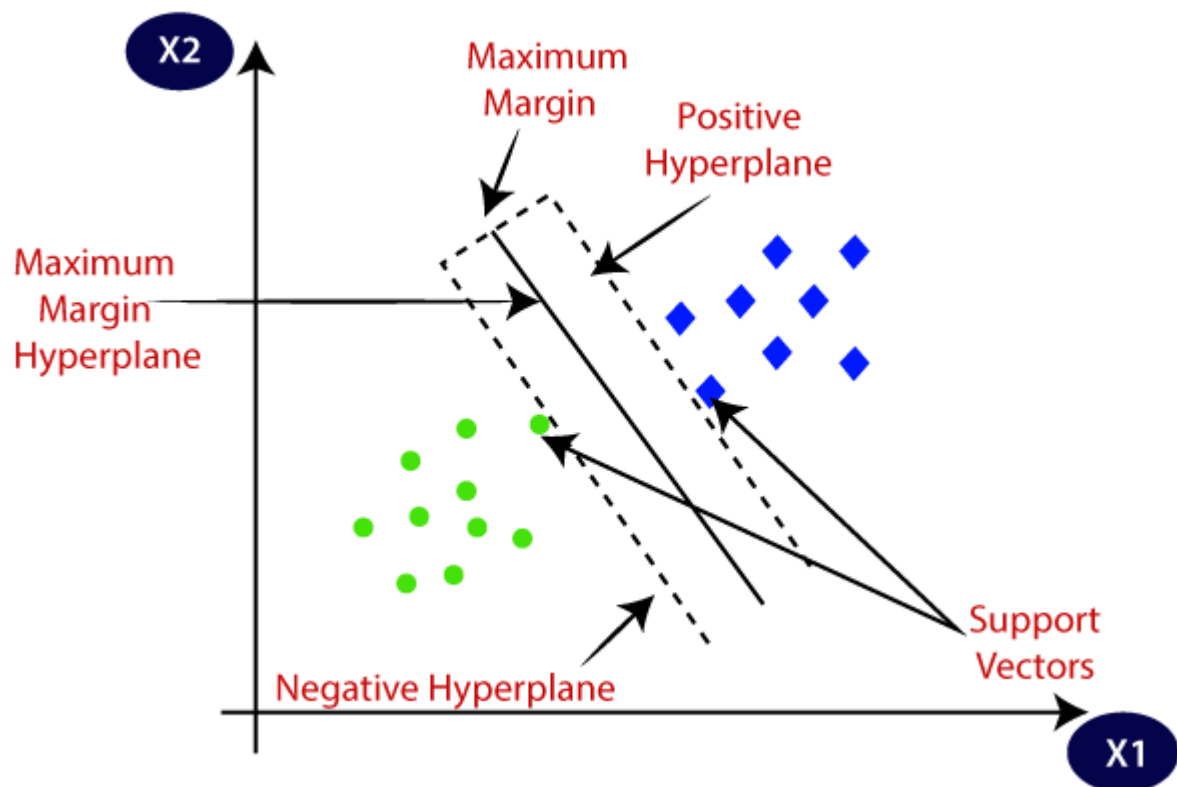 X2
Maximum
Margin
Positive
Hyperplane
Maximum
Margin
Hyperplane
Support
Vectors
Negative Hyperplane
X1